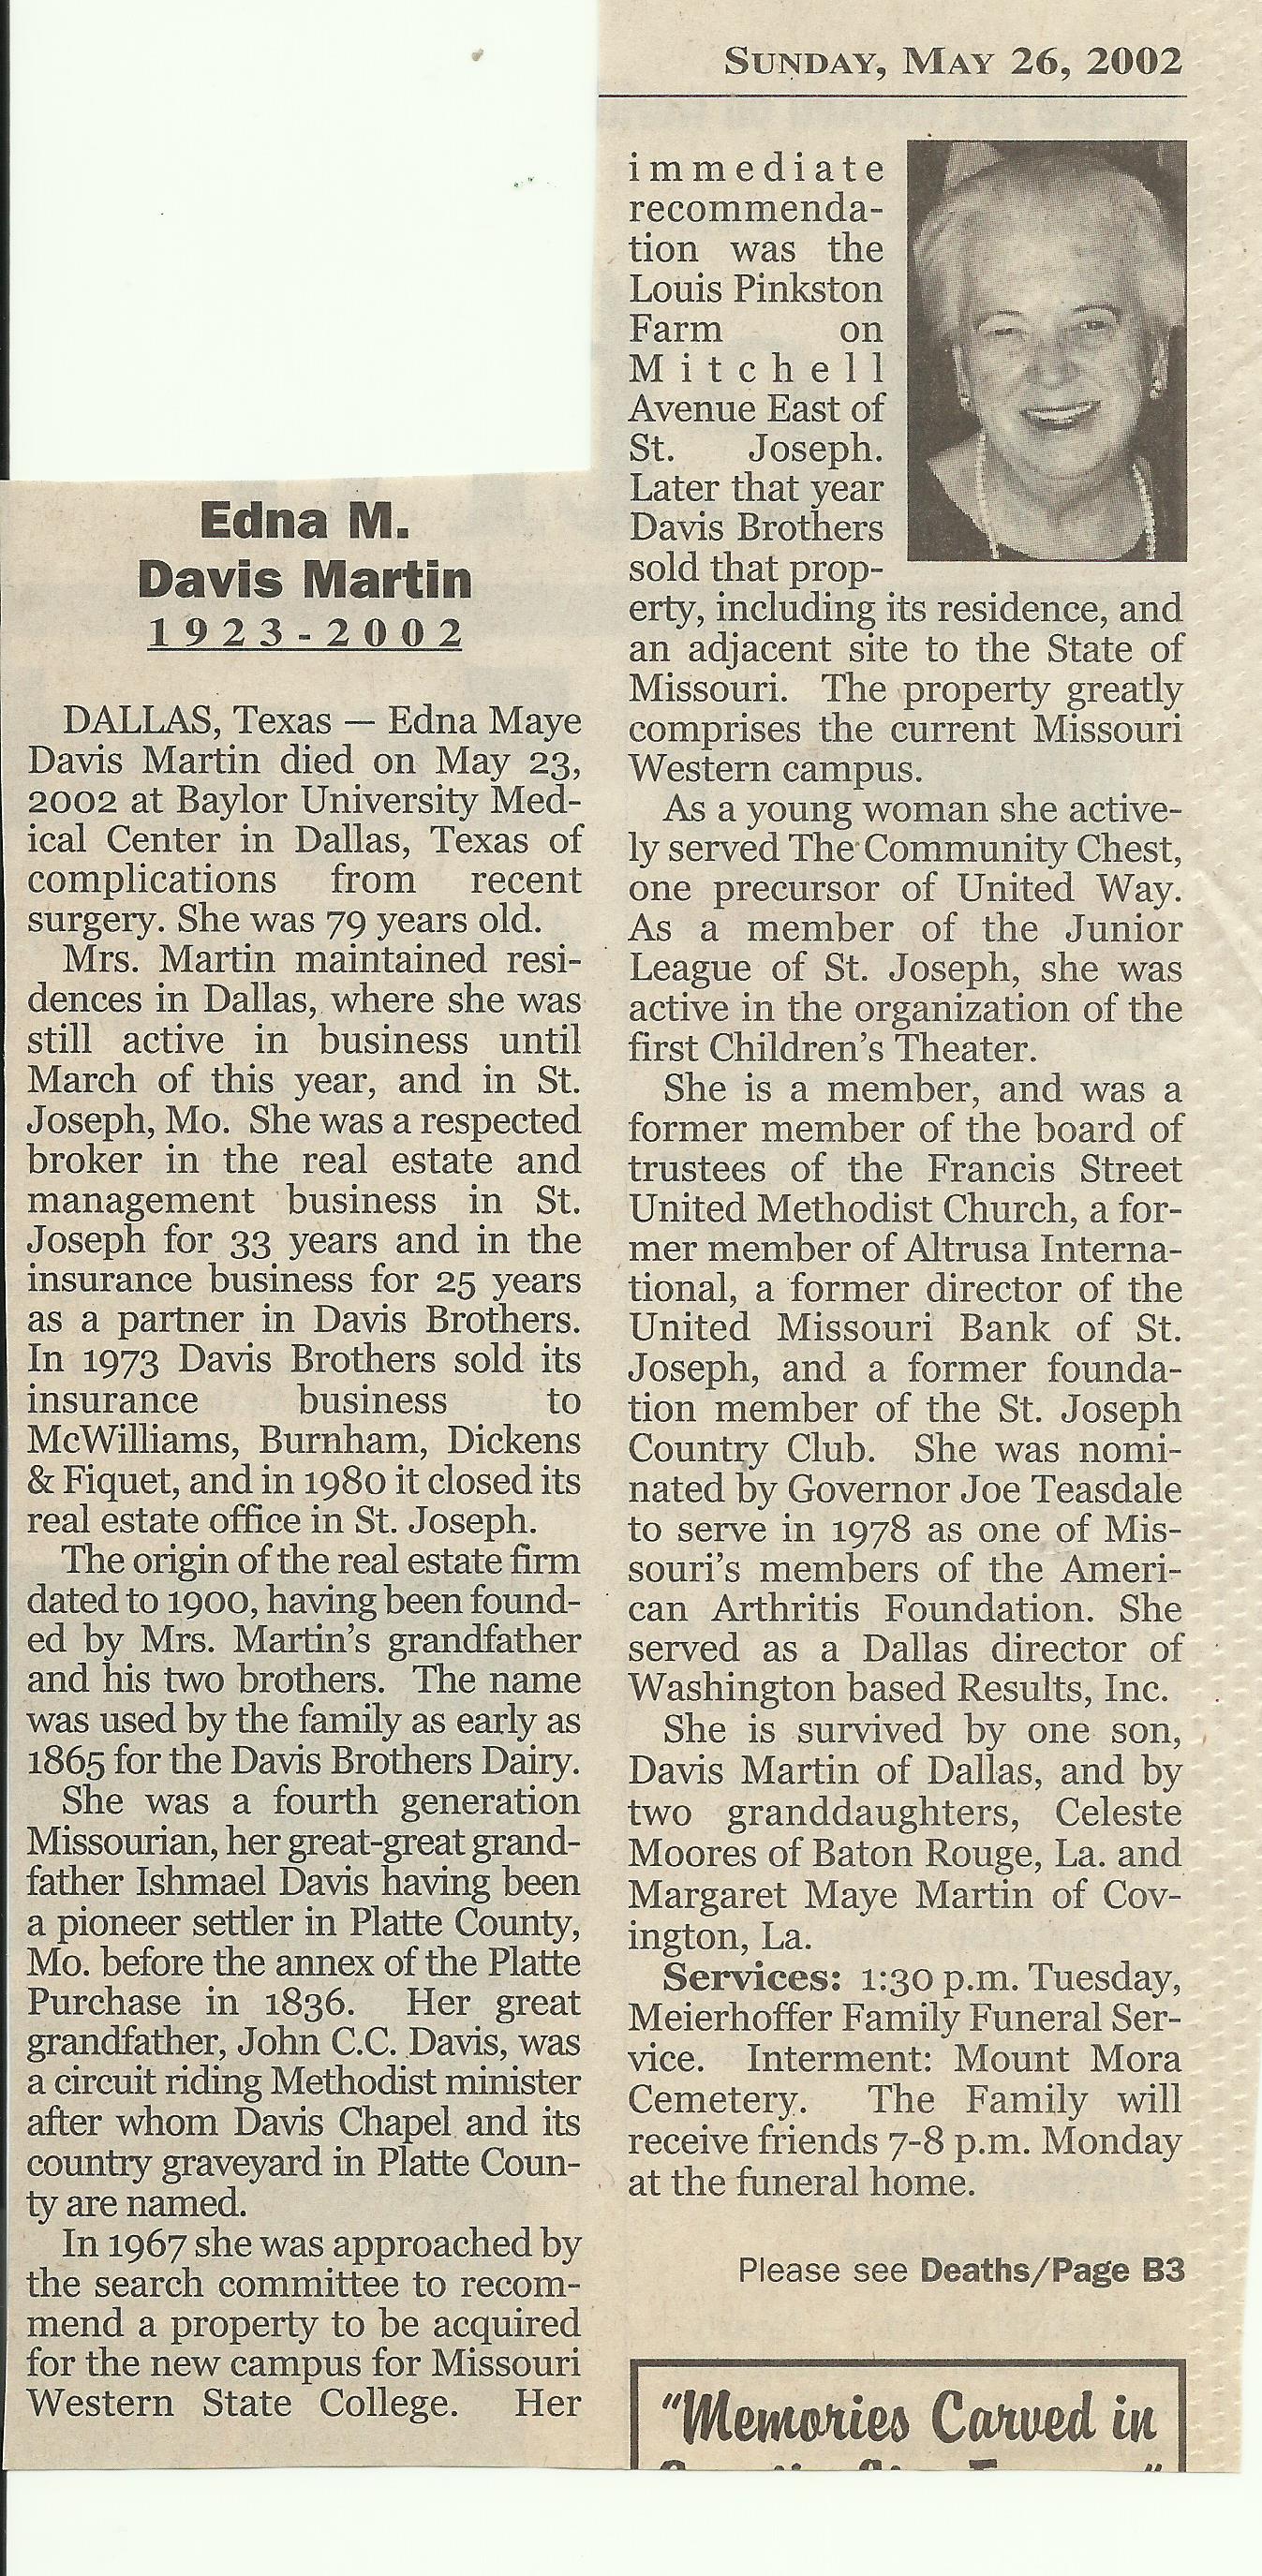 SUNDAY, MAY 26, 2002
Edna M.
Davis Martin
1923-2002
DALLAS, Texas — Edna Maye
Davis Martin died on May 23,
2002 at Baylor University Med-
ical Center in Dallas, Texas of
complications from recent
surgery. She was 79 years old.
Mrs. Martin maintained resi-
dences in Dallas, where she was
still active in business until
March of this year, and in St.
Joseph, Mo. She was a respected
broker in the real estate and
management business in St.
Joseph for 33 years and in the
insurance business for 25 years
as a partner in Davis Brothers.
In 1973 Davis Brothers sold its
insurance business to
McWilliams, Burnham, Dickens
& Fiquet, and in 1980 it closed its
real estate office in St. Joseph.
The origin of the real estate firm
dated to 1900, having been found-
ed by Mrs. Martin's grandfather
and his two brothers. The name
was used by the family as early as
1865 for the Davis Brothers Dairy.
She was a fourth generation
Missourian, her great-great grand-
father Ishmael Davis having been
a pioneer settler in Platte County,
Mo. before the annex of the Platte
Purchase in 1836. Her great
grandfather, John C.C. Davis, was
a circuit riding Methodist minister
after whom Davis Chapel and its
country graveyard in Platte Coun-
ty are named.
In 1967 she was approached by
the search committee to recom-
mend a property to be acquired
for the new campus for Missouri
Western State College. Her
immediate
recommenda-
tion was the
Louis Pinkston
Farm on
Mitchell
Avenue East of
St. Joseph.
Later that year
Davis Brothers
sold that prop-
erty, including its residence, and
an adjacent site to the State of
Missouri. The property greatly
comprises the current Missouri
Western campus.
As a young woman she active-
ly served The Community Chest,
one precursor of United Way.
As a member of the Junior
League of St. Joseph, she was
active in the organization of the
first Children's Theater.
She is a member, and was a
former member of the board of
trustees of the Francis Street
United Methodist Church, a for-
mer member of Altrusa Interna-
tional, a former director of the
United Missouri Bank of St.
Joseph, and a former founda-
tion member of the St. Joseph
Country Club. She was nomi-
nated by Governor Joe Teasdale
to serve in 1978 as one of Mis-
souri's members of the Ameri-
can Arthritis Foundation. She
served as a Dallas director of
Washington based Results, Inc.
She is survived by one son,
Davis Martin of Dallas, and by
two granddaughters, Celeste
Moores of Baton Rouge, La. and
Margaret Maye Martin of Cov-
ington, La.
Services: 1:30 p.m. Tuesday,
Meierhoffer Family Funeral Ser-
vice. Interment: Mount Mora
Cemetery. The Family will
receive friends 7-8 p.m. Monday
at the funeral home.
Please see Deaths/Page B3
"Memories Carved in